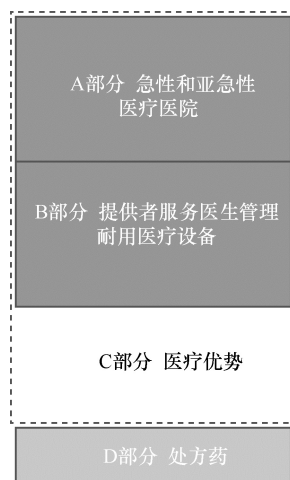 A部分 急性和亚急性
医疗医院
B部分 提供者服务医生管理
耐用医疗设备
C部分 医疗优势
D部分 处方药